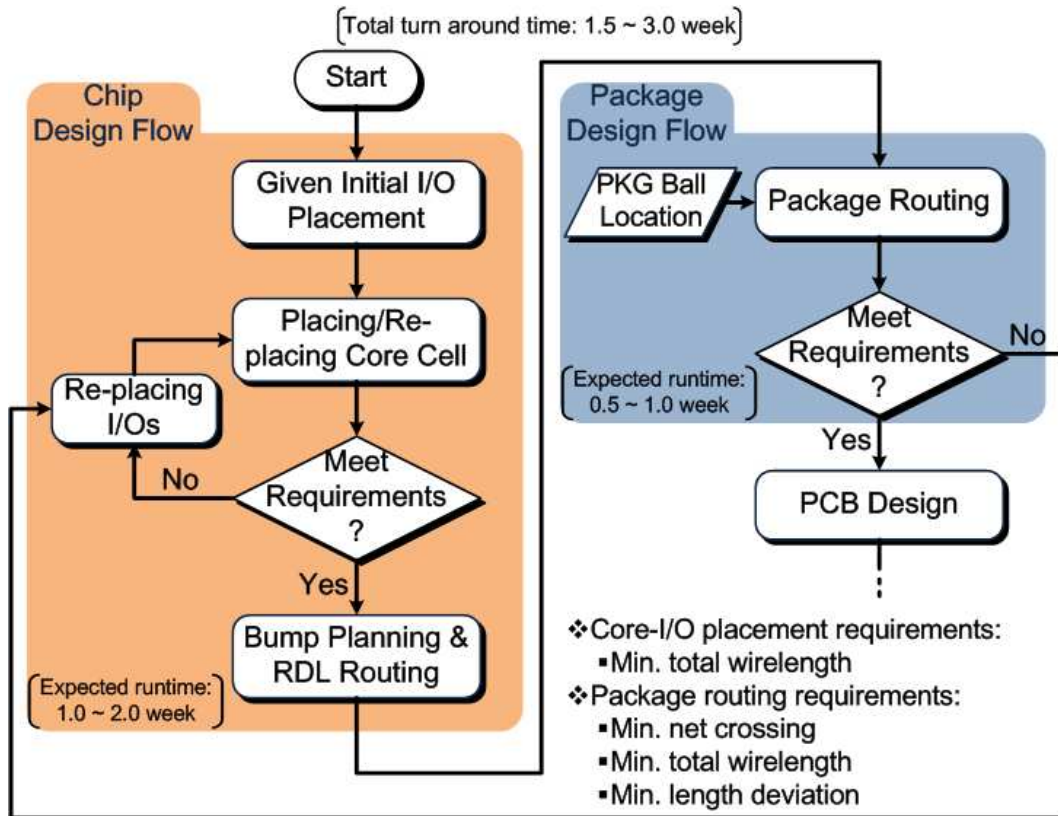 Total turn around time: 1.5 ~ 3.0 week
Start
Chip
Design Flow
Given Initial I/O
Placement
Placing/Re-
placing Core Cell
Re-placing
I/Os
No
Meet
Requirements
?
Yes
Bump Planning &
RDL Routing
Expected runtime:
1.0 ~ 2.0 week
Package
Design Flow
PKG Ball
Location
Package Routing
Meet
Requirements
?
No
Expected runtime:
0.5 ~ 1.0 week
Yes
PCB Design
❖Core-I/O placement requirements:
▪Min. total wirelength
❖Package routing requirements:
▪Min. net crossing
▪Min. total wirelength
▪Min. length deviation